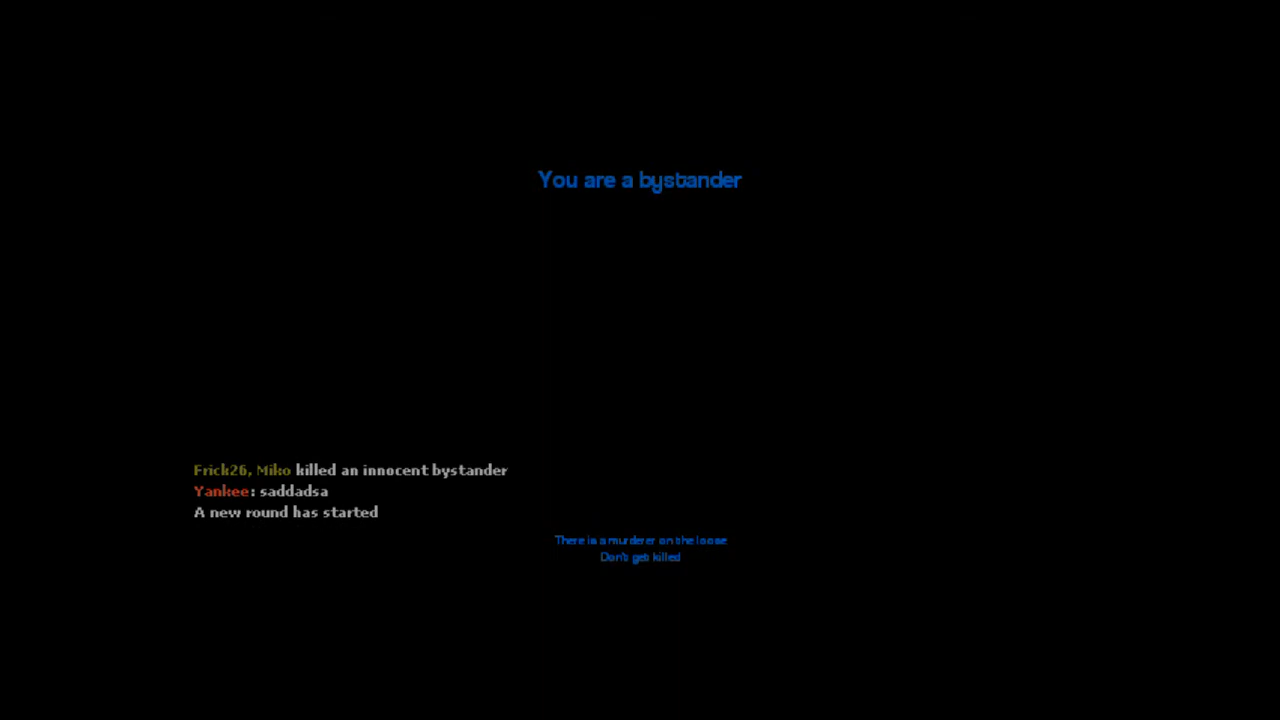 You are a bystander
Frick26, Miko killed an innocent bystander
Yankee: saddadsa
A new round has started
There is a murderer on the loose
Don't get killed